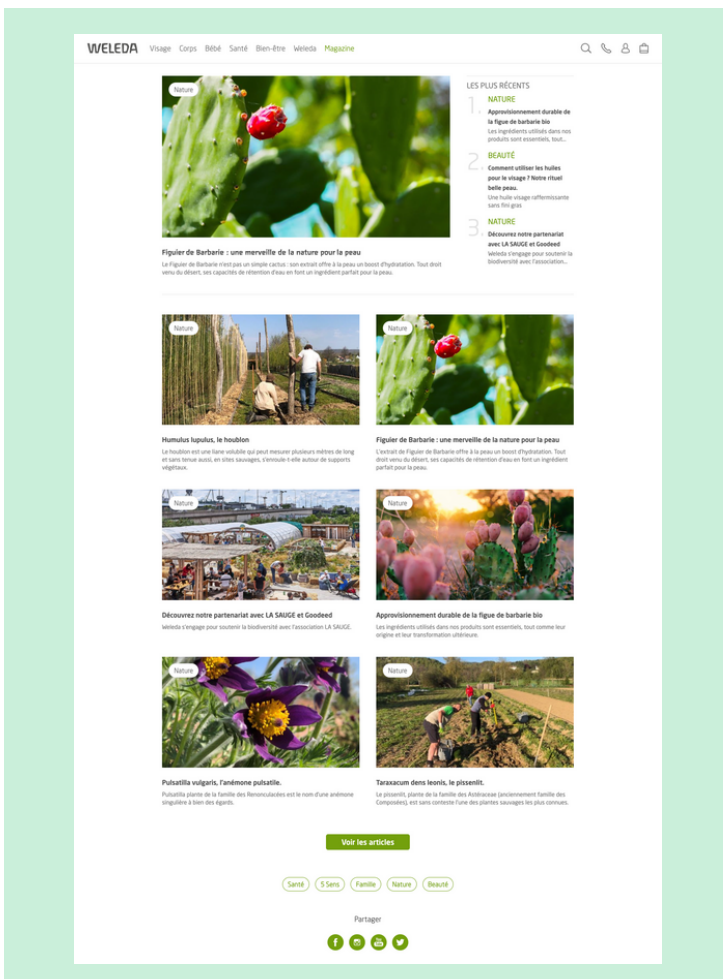 WELEDA Visage Corps Bébé Santé Bien-être Weleda Magazine
Nature
Figuier de Barbarie : une merveille de la nature pour la peau
Le Figuier de Barbarie n'est pas un simple cactus : son extrait offre à la peau un boost d'hydratation. Tout droit
venu du désert, ses capacités de rétention d'eau en font un ingrédient parfait pour la peau.
LES PLUS RÉCENTS
1.
NATURE
Approvisionnement durable de
la figue de barbarie bio
Les ingrédients utilisés dans nos
produits sont essentiels, tout...
2.
BEAUTÉ
Comment utiliser les huiles
pour le visage ? Notre rituel
belle peau.
Une huile visage raffermissante
sans fini gras
3.
NATURE
Découvrez notre partenariat
avec LA SAUGE et Goodeed
Weleda s'engage pour soutenir la
biodiversité avec l'association...
Nature
Humulus lupulus, le houblon
Le houblon est une liane volubile qui peut mesurer plusieurs mètres de long
et sans tenue aussi, en sites sauvages, s'enroule-t-elle autour de supports
végétaux.
Nature
Figuier de Barbarie : une merveille de la nature pour la peau
L'extrait de Figuier de Barbarie offre à la peau un boost d'hydratation. Tout
droit venu du désert, ses capacités de rétention d'eau en font un ingrédient
parfait pour la peau.
Nature
Découvrez notre partenariat avec LA SAUGE et Goodeed
Weleda s'engage pour soutenir la biodiversité avec l'association LA SAUGE.
Nature
Approvisionnement durable de la figue de barbarie bio
Les ingrédients utilisés dans nos produits sont essentiels, tout comme leur
origine et leur transformation ultérieure.
Nature
Pulsatilla vulgaris, l'anémone pulsatile.
Pulsatilla plante de la famille des Renonculacées est le nom d'une anémone
singulière à bien des égards.
Nature
Taraxacum dens leonis, le pissenlit.
Le pissenlit, plante de la famille des Astéraceae (anciennement famille des
Composées), est sans conteste l'une des plantes sauvages les plus connues.
Voir les articles
Santé 5 Sens Famille Nature Beauté
Partager